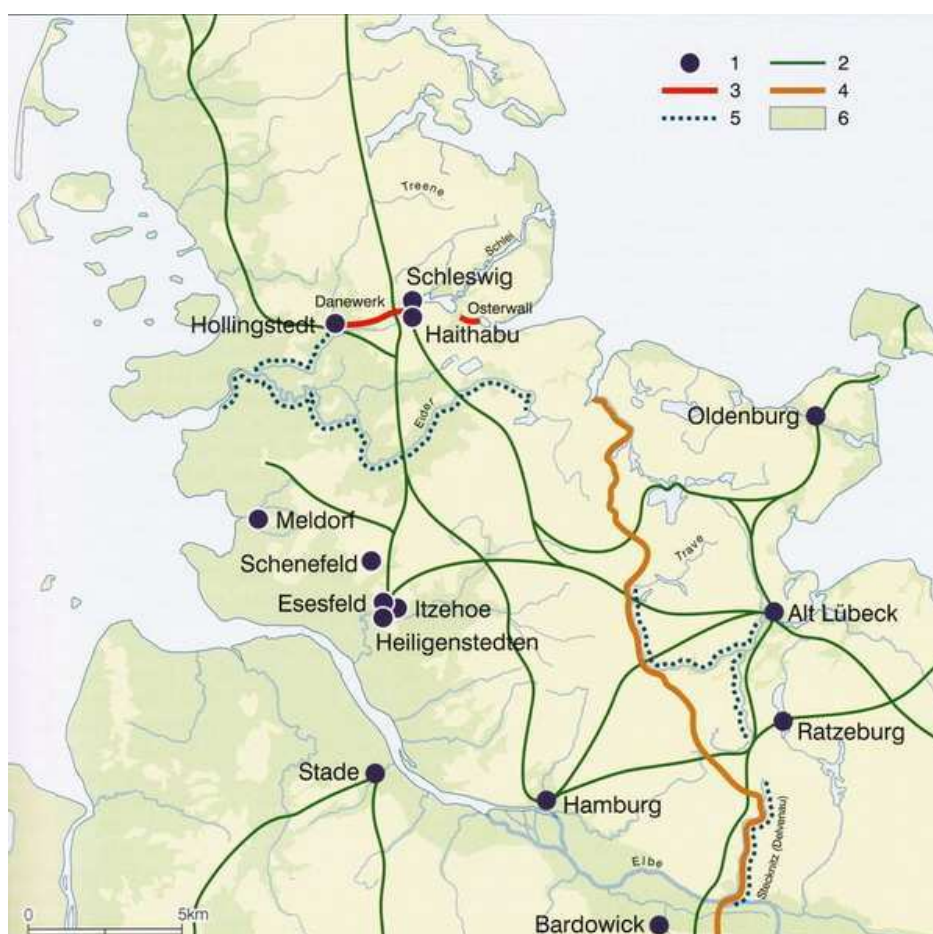 1
2
3
4
5
6
Treene
Schlei
Schleswig
Danewerk
Osterwall
Hollingstedt
Haithabu
Eider
Oldenburg
Meldorf
Trave
Schenefeld
Esesfeld
Itzehoe
Alt Lübeck
Heiligenstedten
Ratzeburg
Stade
Hamburg
Stecknitz (Delvenau)
Elbe
0
5km
Bardowick